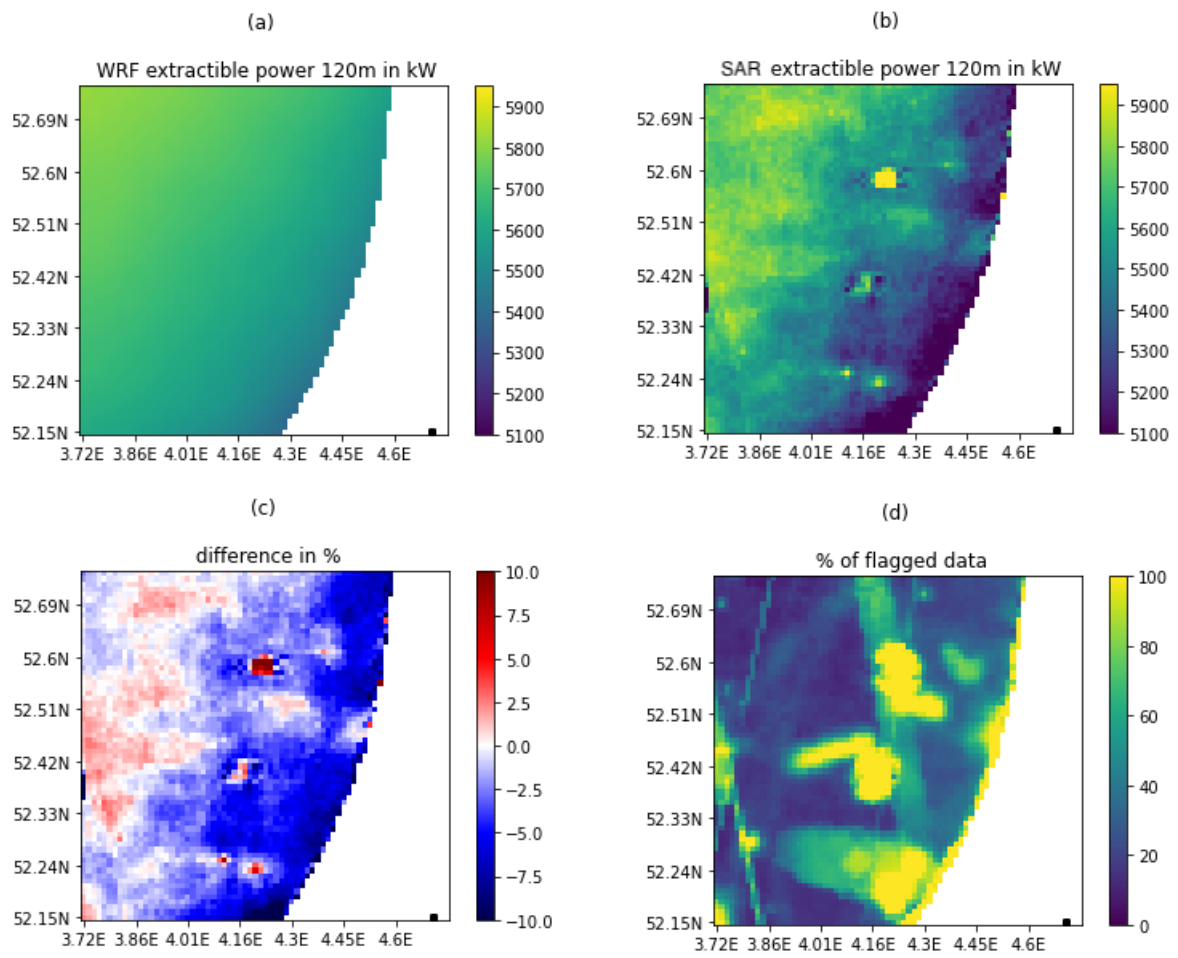 (a)
WRF extractible power 120m in kW
52.69N
52.6N
52.51N
52.42N
52.33N
52.24N
52.15N
3.72E 3.86E 4.01E 4.16E 4.3E 4.45E 4.6E
5900
5800
5700
5600
5500
5400
5300
5200
5100
(b)
SAR extractible power 120m in kW
52.69N
52.6N
52.51N
52.42N
52.33N
52.24N
52.15N
3.72E 3.86E 4.01E 4.16E 4.3E 4.45E 4.6E
5900
5800
5700
5600
5500
5400
5300
5200
5100
(c)
difference in %
52.69N
52.6N
52.51N
52.42N
52.33N
52.24N
52.15N
3.72E 3.86E 4.01E 4.16E 4.3E 4.45E 4.6E
10.0
7.5
5.0
2.5
0.0
−2.5
−5.0
−7.5
−10.0
(d)
% of flagged data
52.69N
52.6N
52.51N
52.42N
52.33N
52.24N
52.15N
3.72E 3.86E 4.01E 4.16E 4.3E 4.45E 4.6E
100
80
60
40
20
0